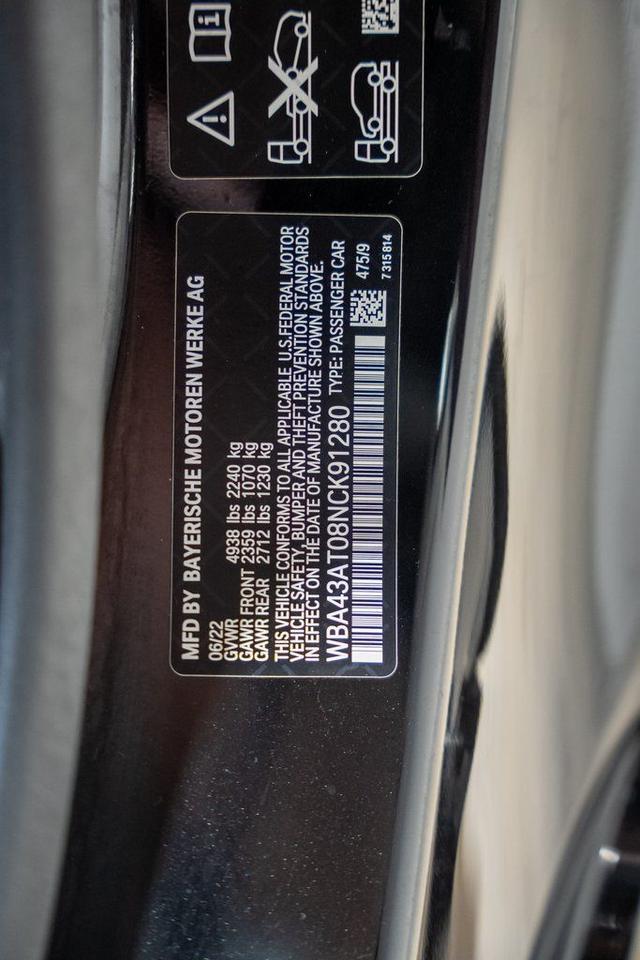 MFD BY BAYERISCHE MOTOREN WERKE AG
06/22
GVWR 4938 lbs 2240 kg
GAWR FRONT 2359 lbs 1070 kg
GAWR REAR 2712 lbs 1230 kg
THIS VEHICLE CONFORMS TO ALL APPLICABLE U.S.FEDERAL MOTOR
VEHICLE SAFETY, BUMPER AND THEFT PREVENTION STANDARDS
IN EFFECT ON THE DATE OF MANUFACTURE SHOWN ABOVE.
WBA43AT08NCK91280 TYPE: PASSENGER CAR
475/9
7315814